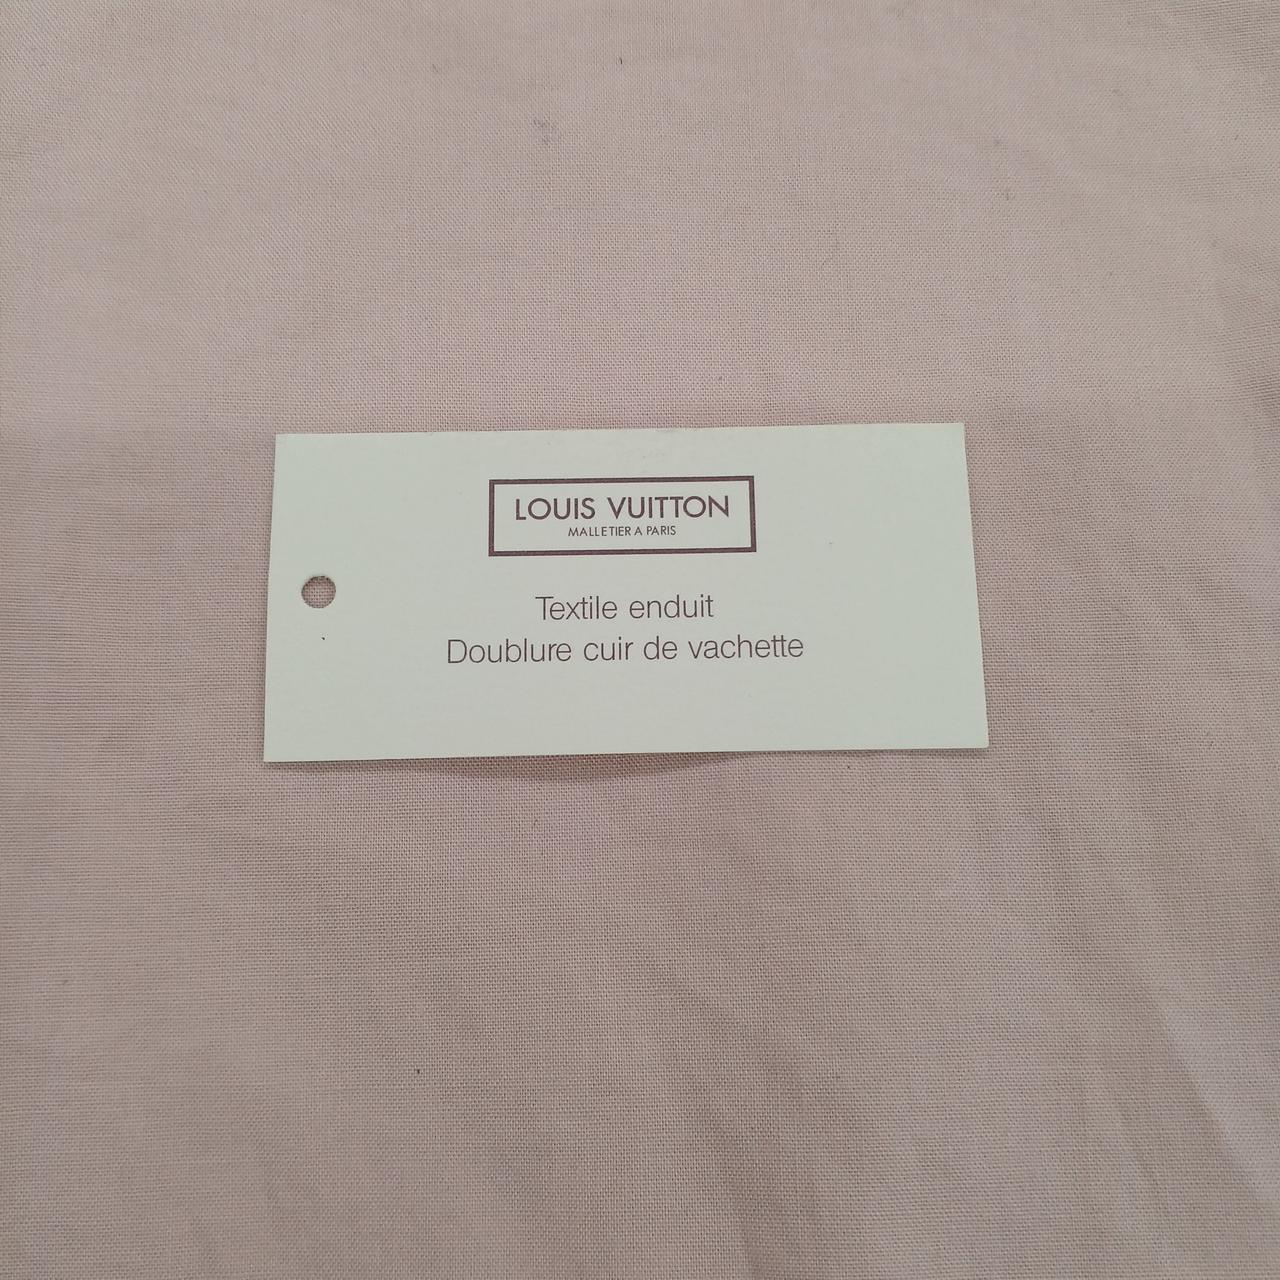 LOUIS VUITTON
MALLETIER A PARIS
Textile enduit
Doublure cuir de vachette